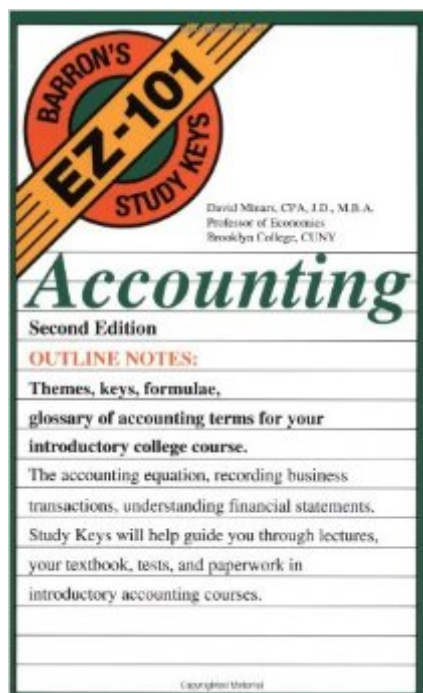 BARRON'S
EZ-101
STUDY KEYS
David Minars, CPA, J.D., M.B.A.
Professor of Economics
Brooklyn College, CUNY
Accounting
Second Edition
OUTLINE NOTES:
Themes, keys, formulae,
glossary of accounting terms for your
introductory college course.
The accounting equation, recording business
transactions, understanding financial statements.
Study Keys will help guide you through lectures,
your textbook, tests, and paperwork in
introductory accounting courses.
Copyrighted Material